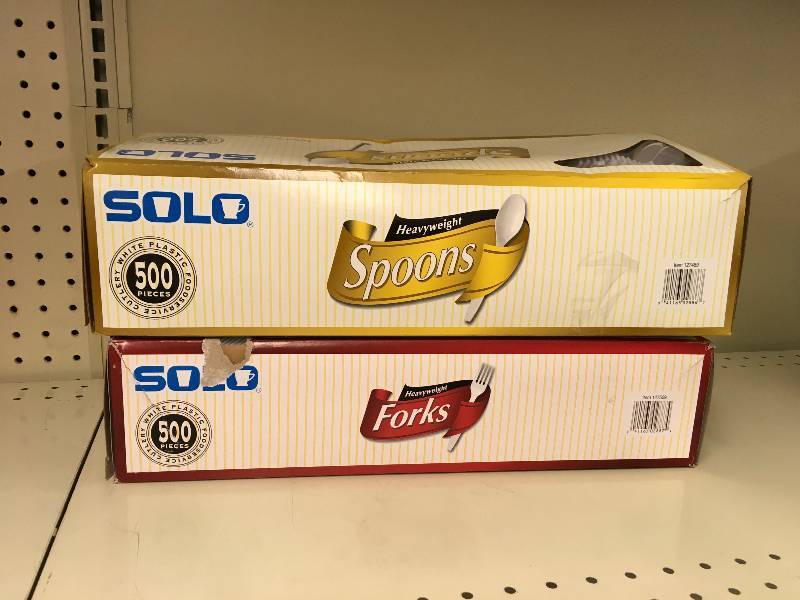 SOLO
Spoons
SOLO
Heavyweight
Spoons
WHITE PLASTIC FOODSERVICE CUTLERY
500
PIECES
SOLO
Heavyweight
Forks
WHITE PLASTIC FOODSERVICE CUTLERY
500
PIECES